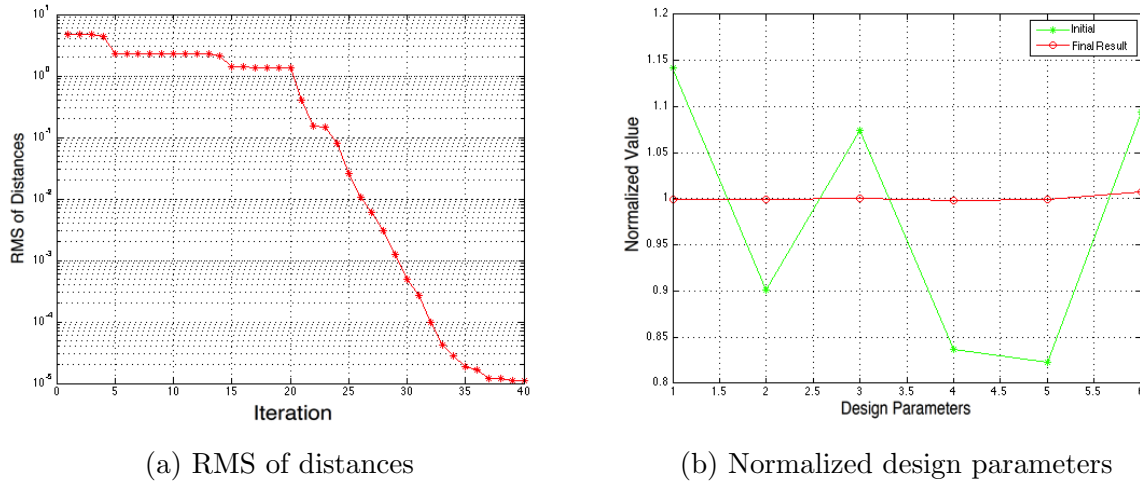 10^1
10^0
10^-1
10^-2
10^-3
10^-4
10^-5
RMS of Distances
0 5 10 15 20 25 30 35 40
Iteration
(a) RMS of distances
1.2
1.15
1.1
1.05
1
0.95
0.9
0.85
0.8
Normalized Value
Initial
Final Result
1 1.5 2 2.5 3 3.5 4 4.5 5 5.5 6
Design Parameters
(b) Normalized design parameters